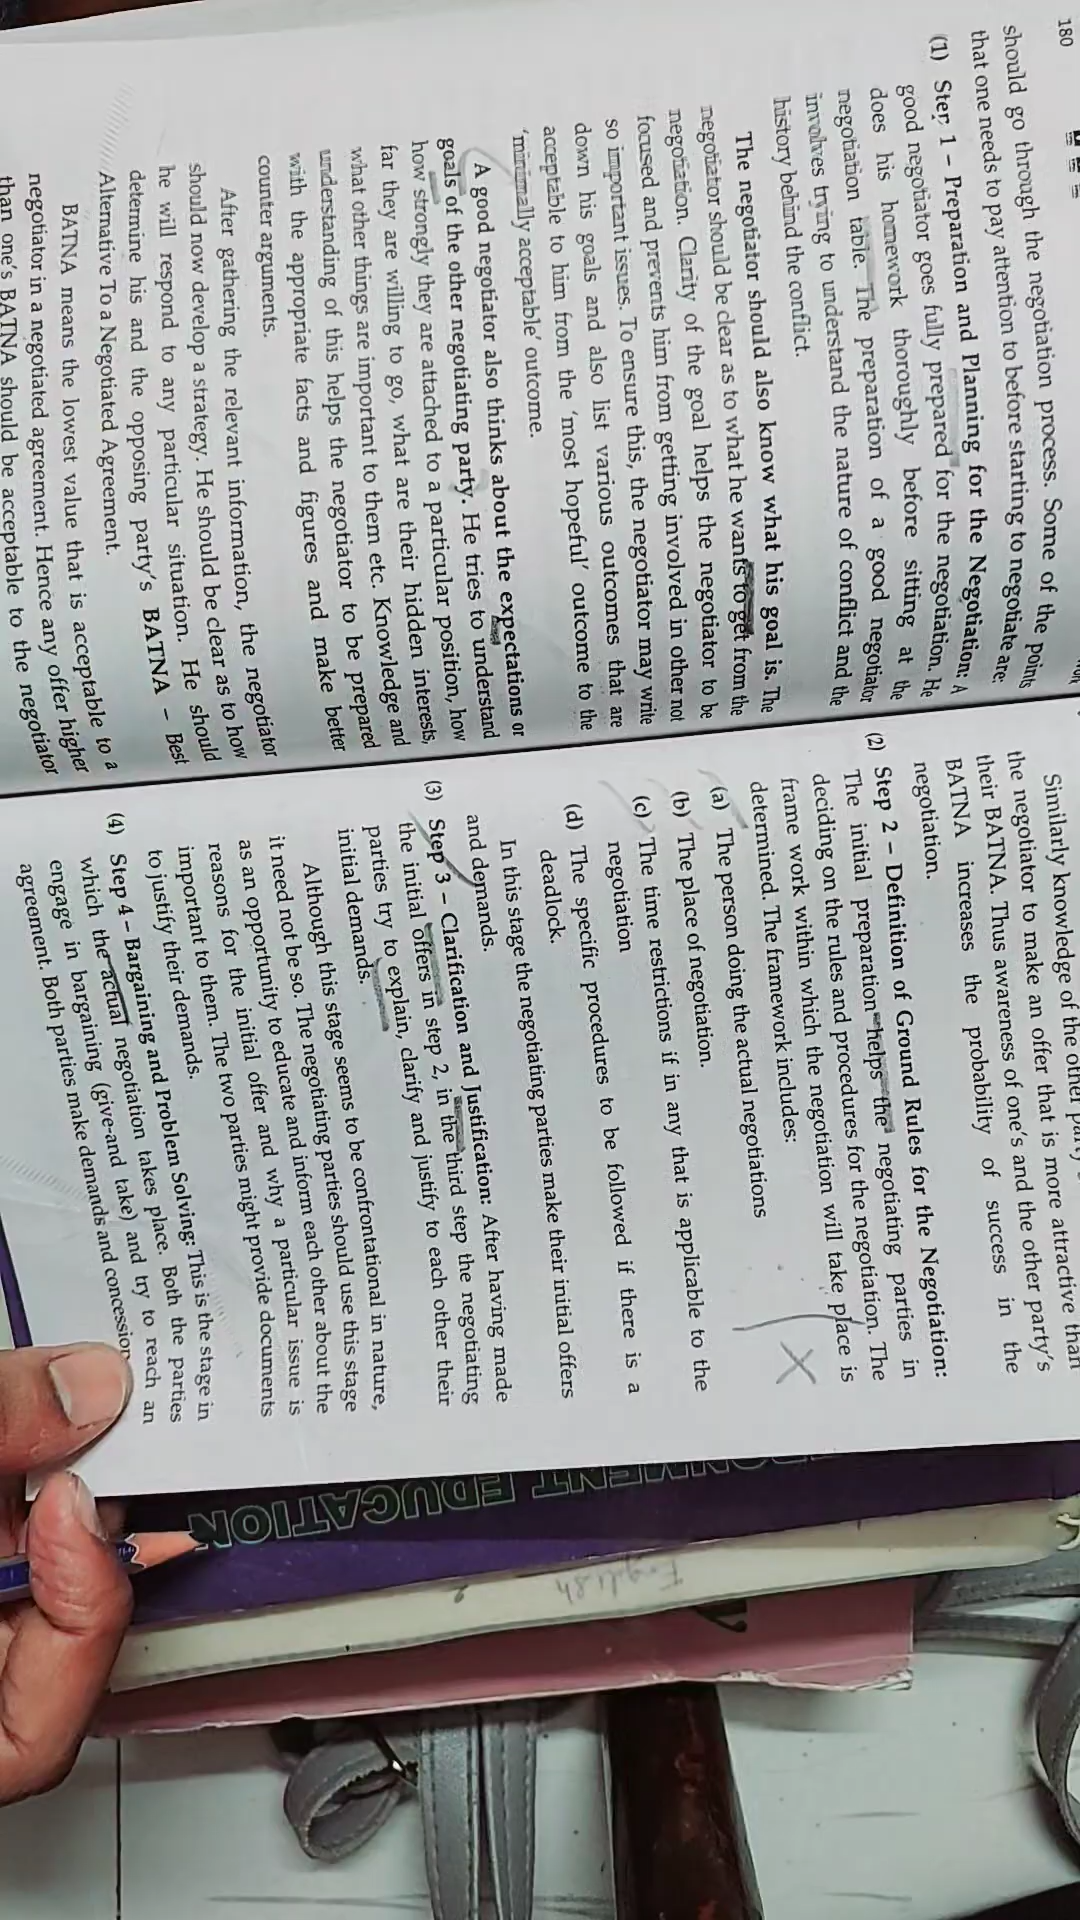 180
should go through the negotiation process. Some of the points
that one needs to pay attention to before starting to negotiate are:
(1) Step 1 – Preparation and Planning for the Negotiation: A
good negotiator goes fully prepared for the negotiation. He
does his homework thoroughly before sitting at the
negotiation table. The preparation of a good negotiator
involves trying to understand the nature of conflict and the
history behind the conflict.
The negotiator should also know what his goal is. The
negotiator should be clear as to what he wants to get from the
negotiation. Clarity of the goal helps the negotiator to be
focused and prevents him from getting involved in other not
so important issues. To ensure this, the negotiator may write
down his goals and also list various outcomes that are
acceptable to him from the 'most hopeful' outcome to the
'minimally acceptable' outcome.
A good negotiator also thinks about the expectations or
goals of the other negotiating party. He tries to understand
how strongly they are attached to a particular position, how
far they are willing to go, what are their hidden interests,
what other things are important to them etc. Knowledge and
understanding of this helps the negotiator to be prepared
with the appropriate facts and figures and make better
counter arguments.
After gathering the relevant information, the negotiator
should now develop a strategy. He should be clear as to how
he will respond to any particular situation. He should
determine his and the opposing party's BATNA – Best
Alternative To a Negotiated Agreement.
BATNA means the lowest value that is acceptable to a
negotiator in a negotiated agreement. Hence any offer higher
than one's BATNA should be acceptable to the negotiator
Similarly knowledge of the other
the negotiator to make an offer that is more attractive than
their BATNA. Thus awareness of one's and the other party's
BATNA increases the probability of success in the
negotiation.
(2) Step 2 – Definition of Ground Rules for the Negotiation:
The initial preparation helps the negotiating parties in
deciding on the rules and procedures for the negotiation. The
frame work within which the negotiation will take place is
determined. The framework includes:
(a) The person doing the actual negotiations
(b) The place of negotiation.
(c) The time restrictions if in any that is applicable to the
negotiation
(d) The specific procedures to be followed if there is a
deadlock.
In this stage the negotiating parties make their initial offers
and demands.
(3) Step 3 – Clarification and Justification: After having made
the initial offers in step 2, in the third step the negotiating
parties try to explain, clarify and justify to each other their
initial demands.
Although this stage seems to be confrontational in nature,
it need not be so. The negotiating parties should use this stage
as an opportunity to educate and inform each other about the
reasons for the initial offer and why a particular issue is
important to them. The two parties might provide documents
to justify their demands.
(4) Step 4 – Bargaining and Problem Solving: This is the stage in
which the actual negotiation takes place. Both the parties
engage in bargaining (give-and take) and try to reach an
agreement. Both parties make demands and concession
EDUCATION
English